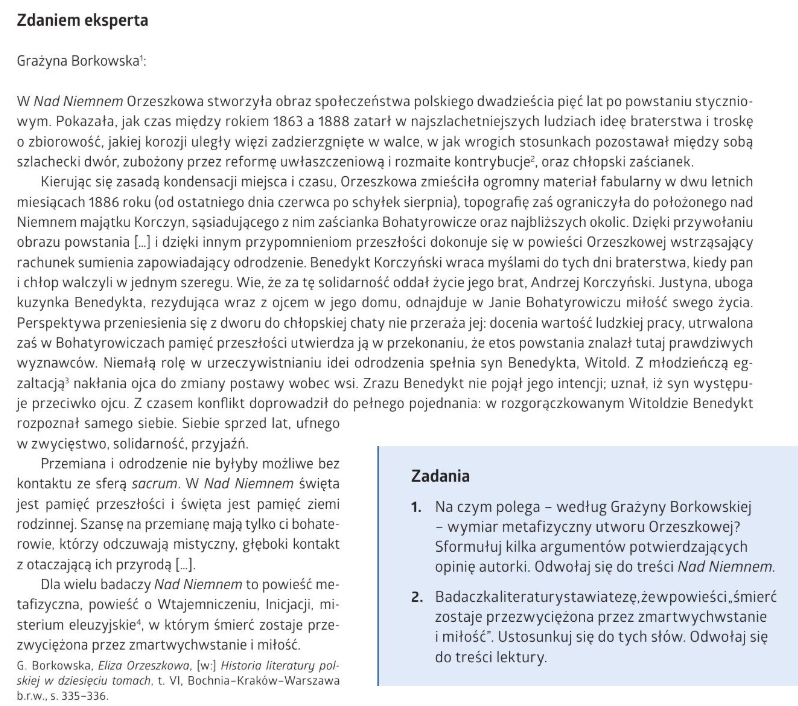 Zdaniem eksperta
Grażyna Borkowska¹:
W Nad Niemnem Orzeszkowa stworzyła obraz społeczeństwa polskiego dwadzieścia pięć lat po powstaniu stycznio-
wym. Pokazała, jak czas między rokiem 1863 a 1888 zatarł w najszlachetniejszych ludziach ideę braterstwa i troskę
o zbiorowość, jakiej korozji uległy więzi zadzierzgnięte w walce, w jak wrogich stosunkach pozostawał między sobą
szlachecki dwór, zubożony przez reformę uwłaszczeniową i rozmaite kontrybucje², oraz chłopski zaścianek.
Kierując się zasadą kondensacji miejsca i czasu, Orzeszkowa zmieściła ogromny materiał fabularny w dwu letnich
miesiącach 1886 roku (od ostatniego dnia czerwca po schyłek sierpnia), topografię zaś ograniczyła do położonego nad
Niemnem majątku Korczyn, sąsiadującego z nim zaścianka Bohatyrowicze oraz najbliższych okolic. Dzięki przywołaniu
obrazu powstania [...] i dzięki innym przypomnieniom przeszłości dokonuje się w powieści Orzeszkowej wstrząsający
rachunek sumienia zapowiadający odrodzenie. Benedykt Korczyński wraca myślami do tych dni braterstwa, kiedy pan
i chłop walczyli w jednym szeregu. Wie, że za tę solidarność oddał życie jego brat, Andrzej Korczyński. Justyna, uboga
kuzynka Benedykta, rezydująca wraz z ojcem w jego domu, odnajduje w Janie Bohatyrowiczu miłość swego życia.
Perspektywa przeniesienia się z dworu do chłopskiej chaty nie przeraża jej: docenia wartość ludzkiej pracy, utrwalona
zaś w Bohatyrowiczach pamięć przeszłości utwierdza ją w przekonaniu, że etos powstania znalazł tutaj prawdziwych
wyznawców. Niemałą rolę w urzeczywistnianiu idei odrodzenia spełnia syn Benedykta, Witold. Z młodzieńczą eg-
zaltacją³ nakłania ojca do zmiany postawy wobec wsi. Zrazu Benedykt nie pojął jego intencji; uznał, iż syn występu-
je przeciwko ojcu. Z czasem konflikt doprowadził do pełnego pojednania: w rozgorączkowanym Witoldzie Benedykt
rozpoznał samego siebie. Siebie sprzed lat, ufnego
w zwycięstwo, solidarność, przyjaźń.
Przemiana i odrodzenie nie byłyby możliwe bez
kontaktu ze sferą sacrum. W Nad Niemnem święta
jest pamięć przeszłości i święta jest pamięć ziemi
rodzinnej. Szansę na przemianę mają tylko ci bohate-
rowie, którzy odczuwają mistyczny, głęboki kontakt
z otaczającą ich przyrodą [...].
Dla wielu badaczy Nad Niemnem to powieść me-
tafizyczna, powieść o Wtajemniczeniu, Inicjacji, mi-
sterium eleuzyjskie⁴, w którym śmierć zostaje prze-
zwyciężona przez zmartwychwstanie i miłość.
G. Borkowska, Eliza Orzeszkowa, [w:] Historia literatury pol-
skiej w dziesięciu tomach, t. VI, Bochnia–Kraków–Warszawa
b.r.w., s. 335–336.
Zadania
1. Na czym polega – według Grażyny Borkowskiej
– wymiar metafizyczny utworu Orzeszkowej?
Sformułuj kilka argumentów potwierdzających
opinię autorki. Odwołaj się do treści Nad Niemnem.
2. Badaczka literatury stawia tezę, że w powieści „śmierć
zostaje przezwyciężona przez zmartwychwstanie
i miłość”. Ustosunkuj się do tych słów. Odwołaj się
do treści lektury.